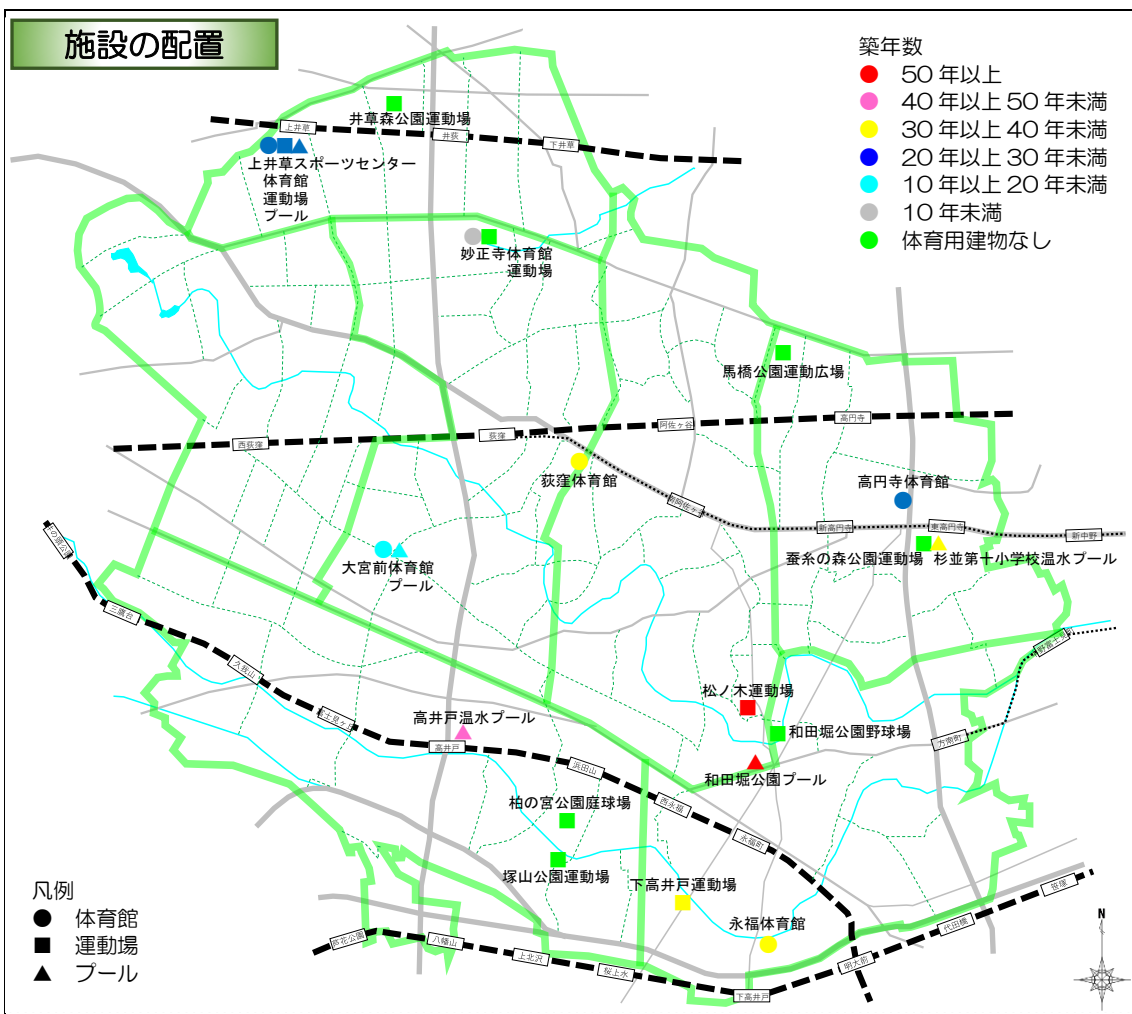 施設の配置
築年数
50年以上
40年以上50年未満
30年以上40年未満
20年以上30年未満
10年以上20年未満
10年未満
体育用建物なし
井草森公園運動場
上井草
井荻
下井草
上井草スポーツセンター
体育館
運動場
プール
妙正寺体育館
運動場
馬橋公園運動広場
高円寺
阿佐ヶ谷
荻窪
西荻窪
荻窪体育館
高円寺体育館
南阿佐ヶ谷
新高円寺
東高円寺
新中野
蚕糸の森公園運動場
杉並第十小学校温水プール
大宮前体育館
プール
三鷹台
久我山
富士見ヶ丘
高井戸温水プール
高井戸
浜田山
西永福
永福町
松ノ木運動場
和田堀公園野球場
和田堀公園プール
方南町
柏の宮公園庭球場
塚山公園運動場
下高井戸運動場
永福体育館
笹塚
代田橋
明大前
下高井戸
桜上水
上北沢
八幡山
芦花公園
凡例
体育館
運動場
プール
N